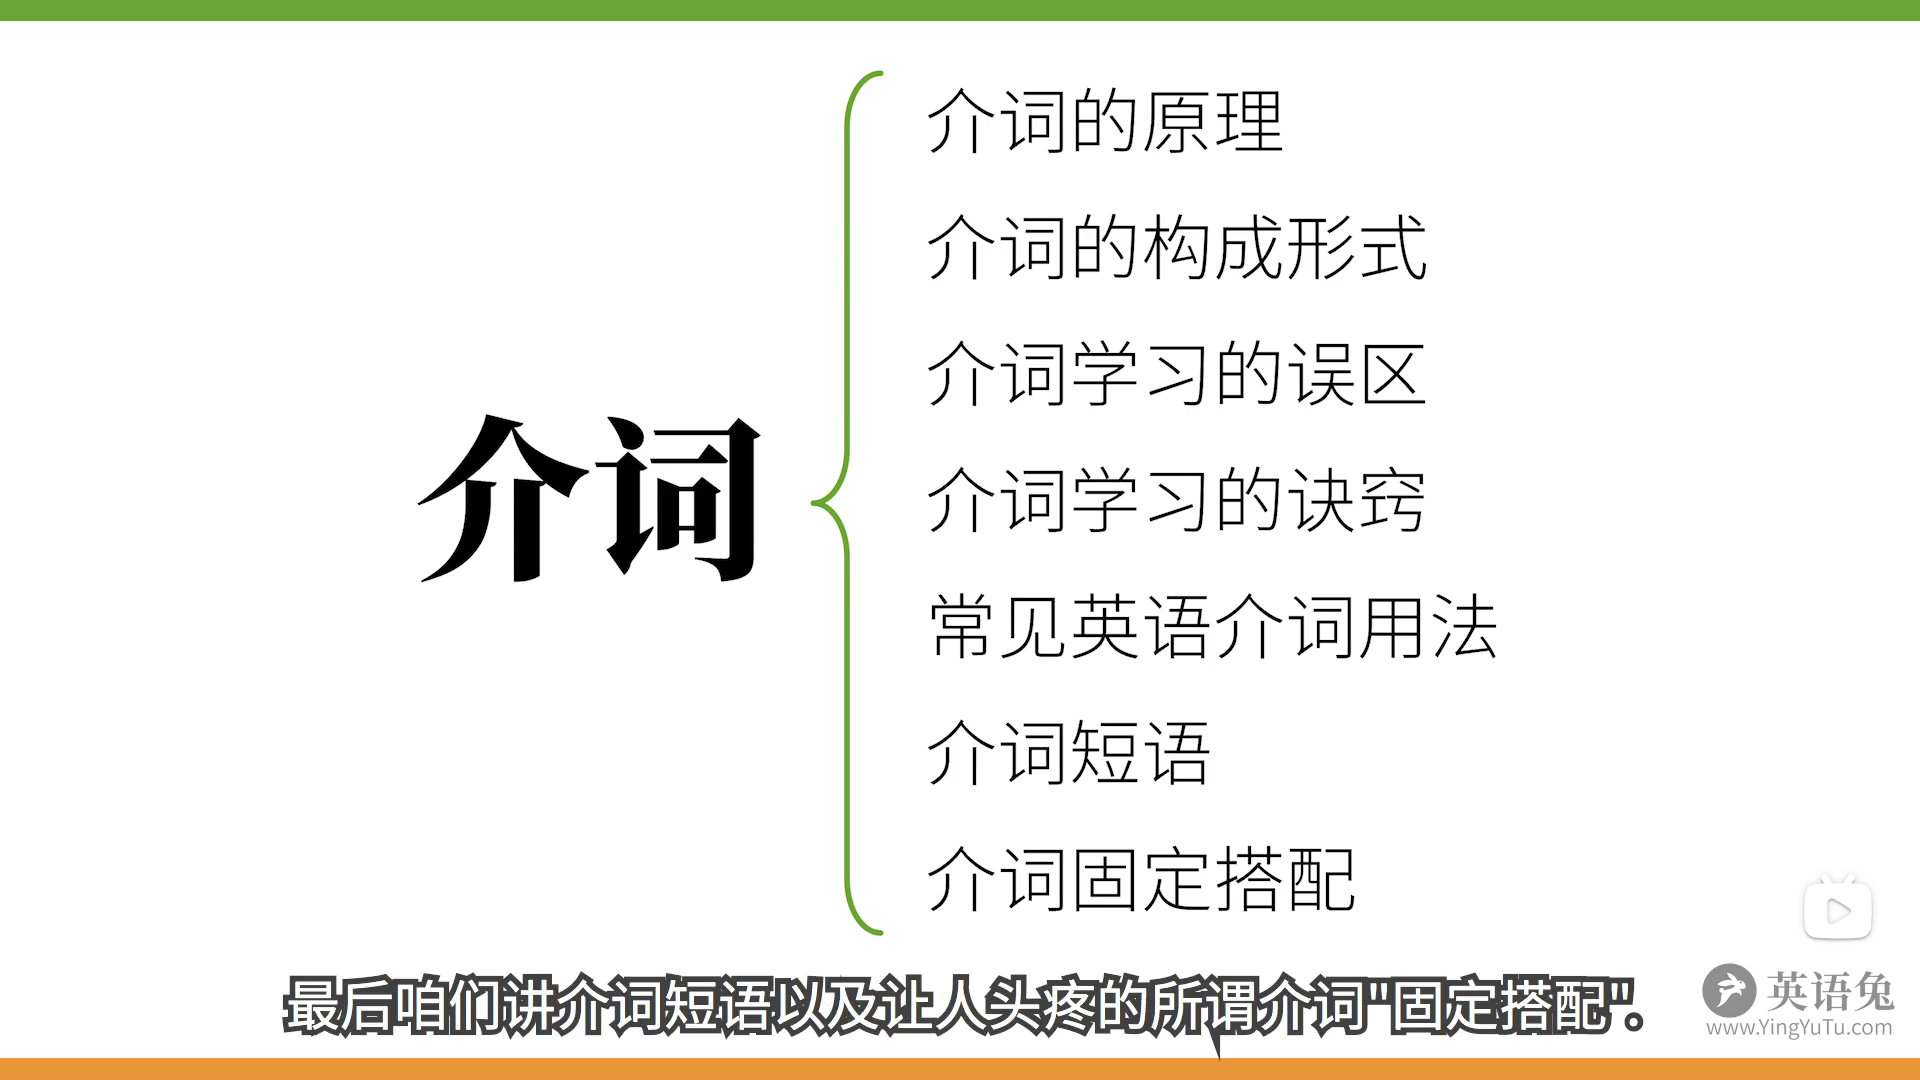 介词
介词的原理
介词的构成形式
介词学习的误区
介词学习的诀窍
常见英语介词用法
介词短语
介词固定搭配
最后咱们讲介词短语以及让人头疼的所谓介词"固定搭配"。
英语兔
www.YingYuTu.com